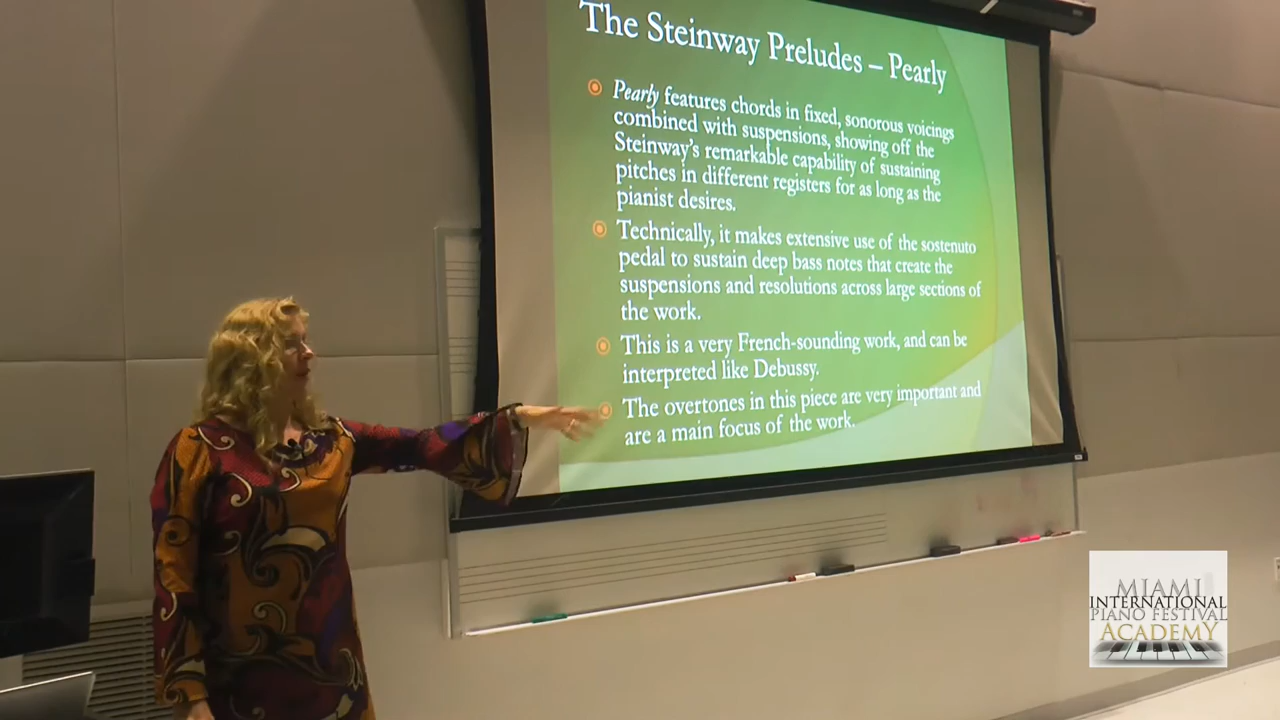 The Steinway Preludes – Pearly
Pearly features chords in fixed, sonorous voicings
combined with suspensions, showing off the
Steinway's remarkable capability of sustaining
pitches in different registers for as long as the
pianist desires.
Technically, it makes extensive use of the sostenuto
pedal to sustain deep bass notes that create the
suspensions and resolutions across large sections of
the work.
This is a very French-sounding work, and can be
interpreted like Debussy.
The overtones in this piece are very important and
are a main focus of the work.
MIAMI
INTERNATIONAL
PIANO FESTIVAL
ACADEMY